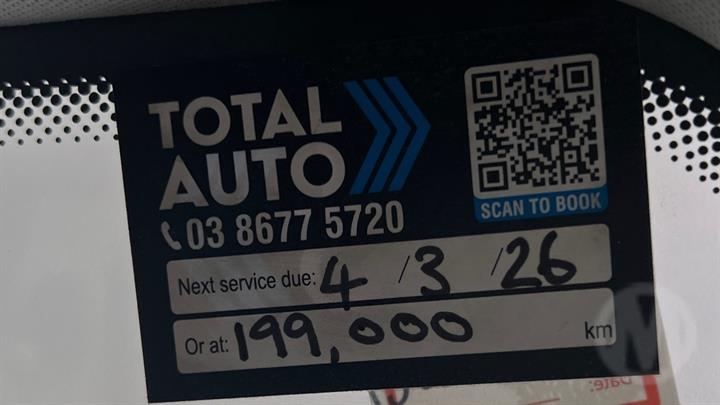 TOTAL
AUTO
03 8677 5720
SCAN TO BOOK
Next service due: 4 / 3 / 26
Or at: 199,000 km
Date: